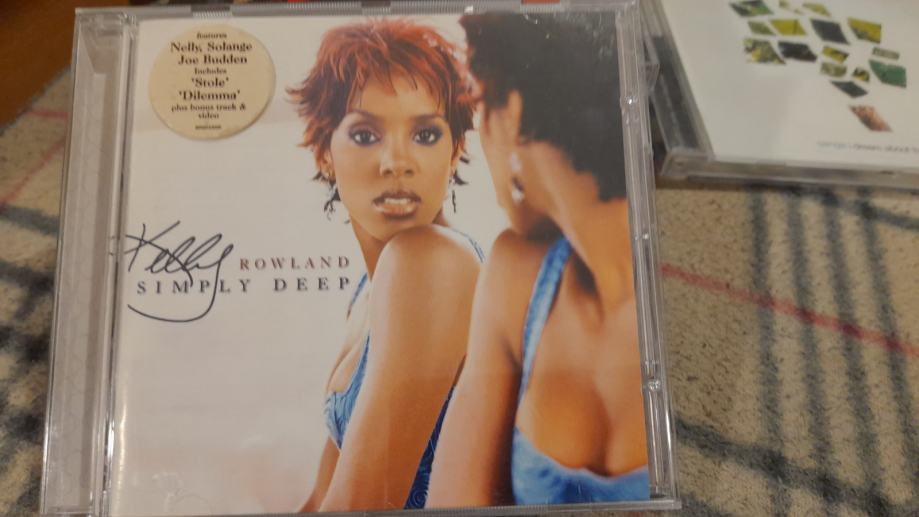 features
Nelly, Solange
Joe Budden
Includes
'Stole'
'Dilemma'
plus bonus track &
video
Kelly ROWLAND
SIMPLY DEEP